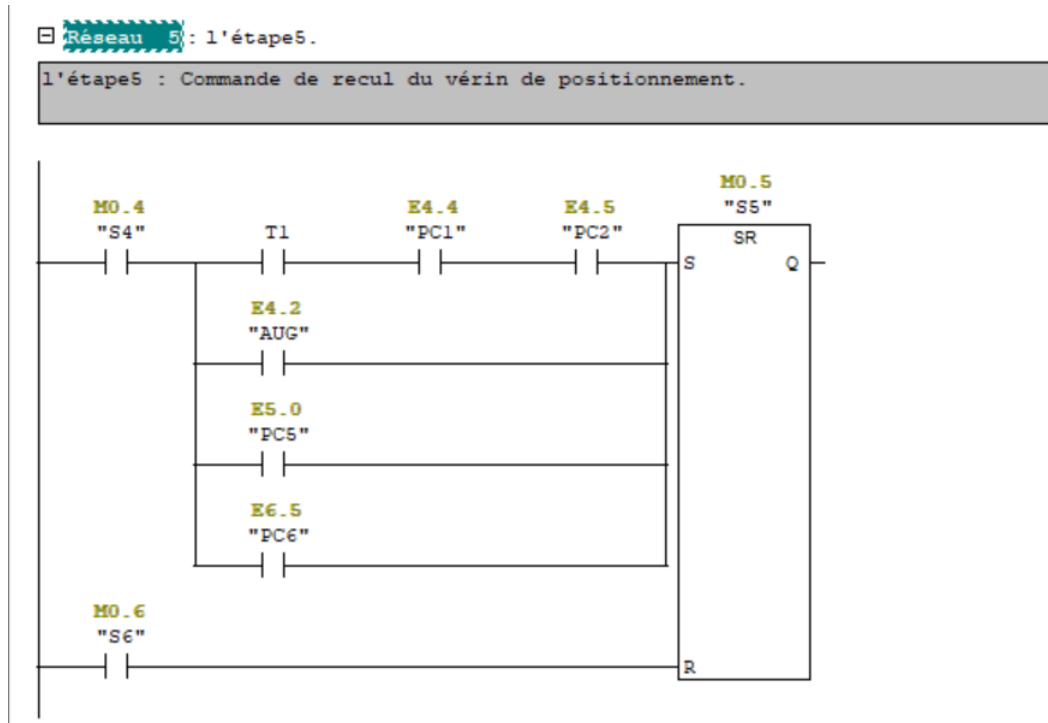 Réseau 5 : l'étape5.
l'étape5 : Commande de recul du vérin de positionnement.
M0.5
M0.4 E4.4 E4.5 "S5"
"S4" T1 "PC1" "PC2" SR
S Q
E4.2
"AUG"
E5.0
"PC5"
E6.5
"PC6"
M0.6
"S6"
R